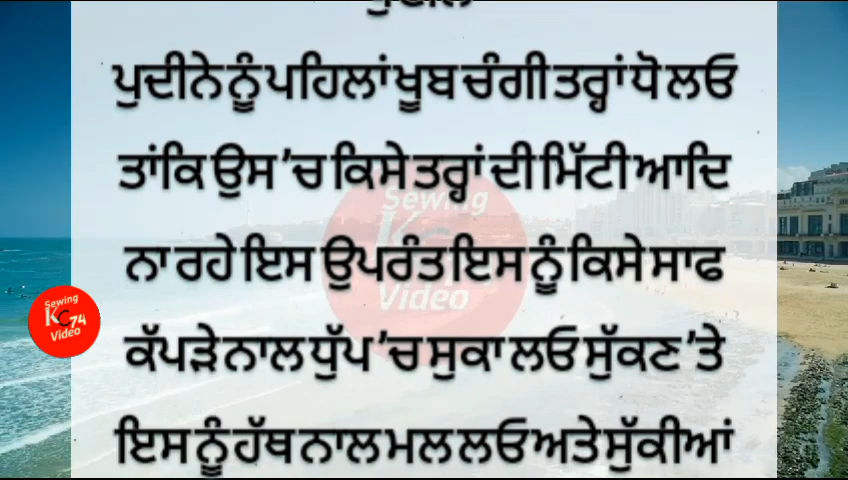 ਪੁਦੀਨੇ ਨੂੰ ਪਹਿਲਾਂ ਖੂਬ ਚੰਗੀ ਤਰ੍ਹਾਂ ਧੋ ਲਓ
ਤਾਂਕਿ ਉਸ 'ਚ ਕਿਸੇ ਤਰ੍ਹਾਂ ਦੀ ਮਿੱਟੀ ਆਦਿ
ਨਾ ਰਹੇ ਇਸ ਉਪਰੰਤ ਇਸ ਨੂੰ ਕਿਸੇ ਸਾਫ
ਕੱਪੜੇ ਨਾਲ ਧੁੱਪ 'ਚ ਸੁਕਾ ਲਓ ਸੁੱਕਣ 'ਤੇ
ਇਸ ਨੂੰ ਹੱਥ ਨਾਲ ਮਲ ਲਓ ਅਤੇ ਸੁੱਕੀਆਂ
Sewing
KC
Video
Sewing
KC74
Video